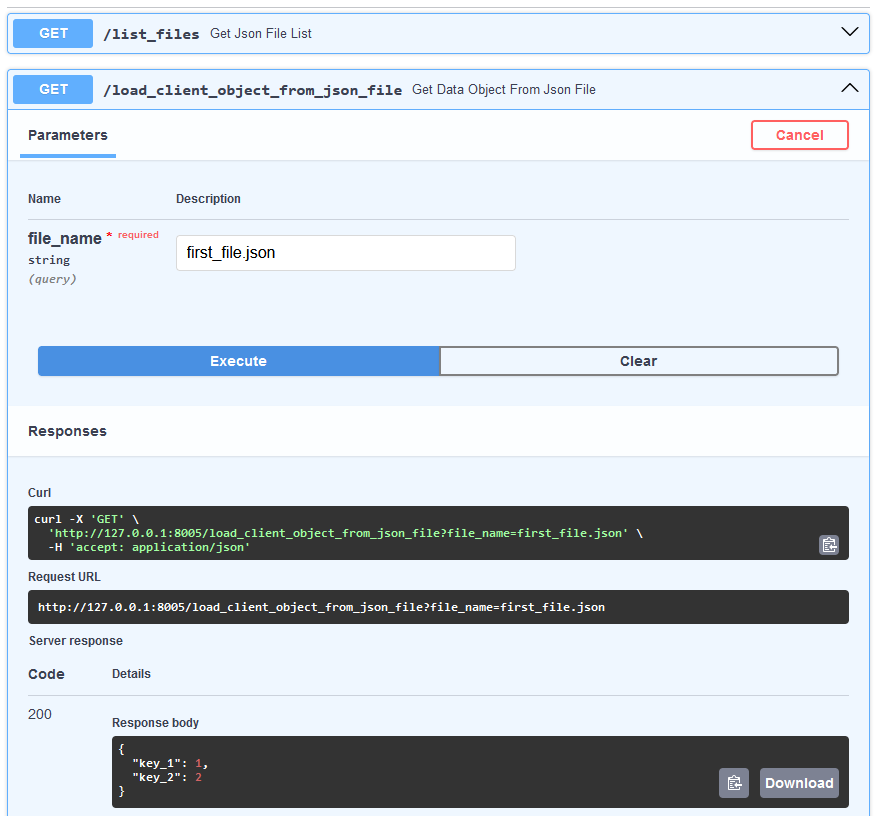 GET /list_files Get Json File List
GET /load_client_object_from_json_file Get Data Object From Json File
Parameters Cancel
Name Description
file_name * required
string
(query)
first_file.json
Execute Clear
Responses
Curl
curl -X 'GET' \
  'http://127.0.0.1:8005/load_client_object_from_json_file?file_name=first_file.json' \
  -H 'accept: application/json'
Request URL
http://127.0.0.1:8005/load_client_object_from_json_file?file_name=first_file.json
Server response
Code Details
200
Response body
{
  "key_1": 1,
  "key_2": 2
}
Download